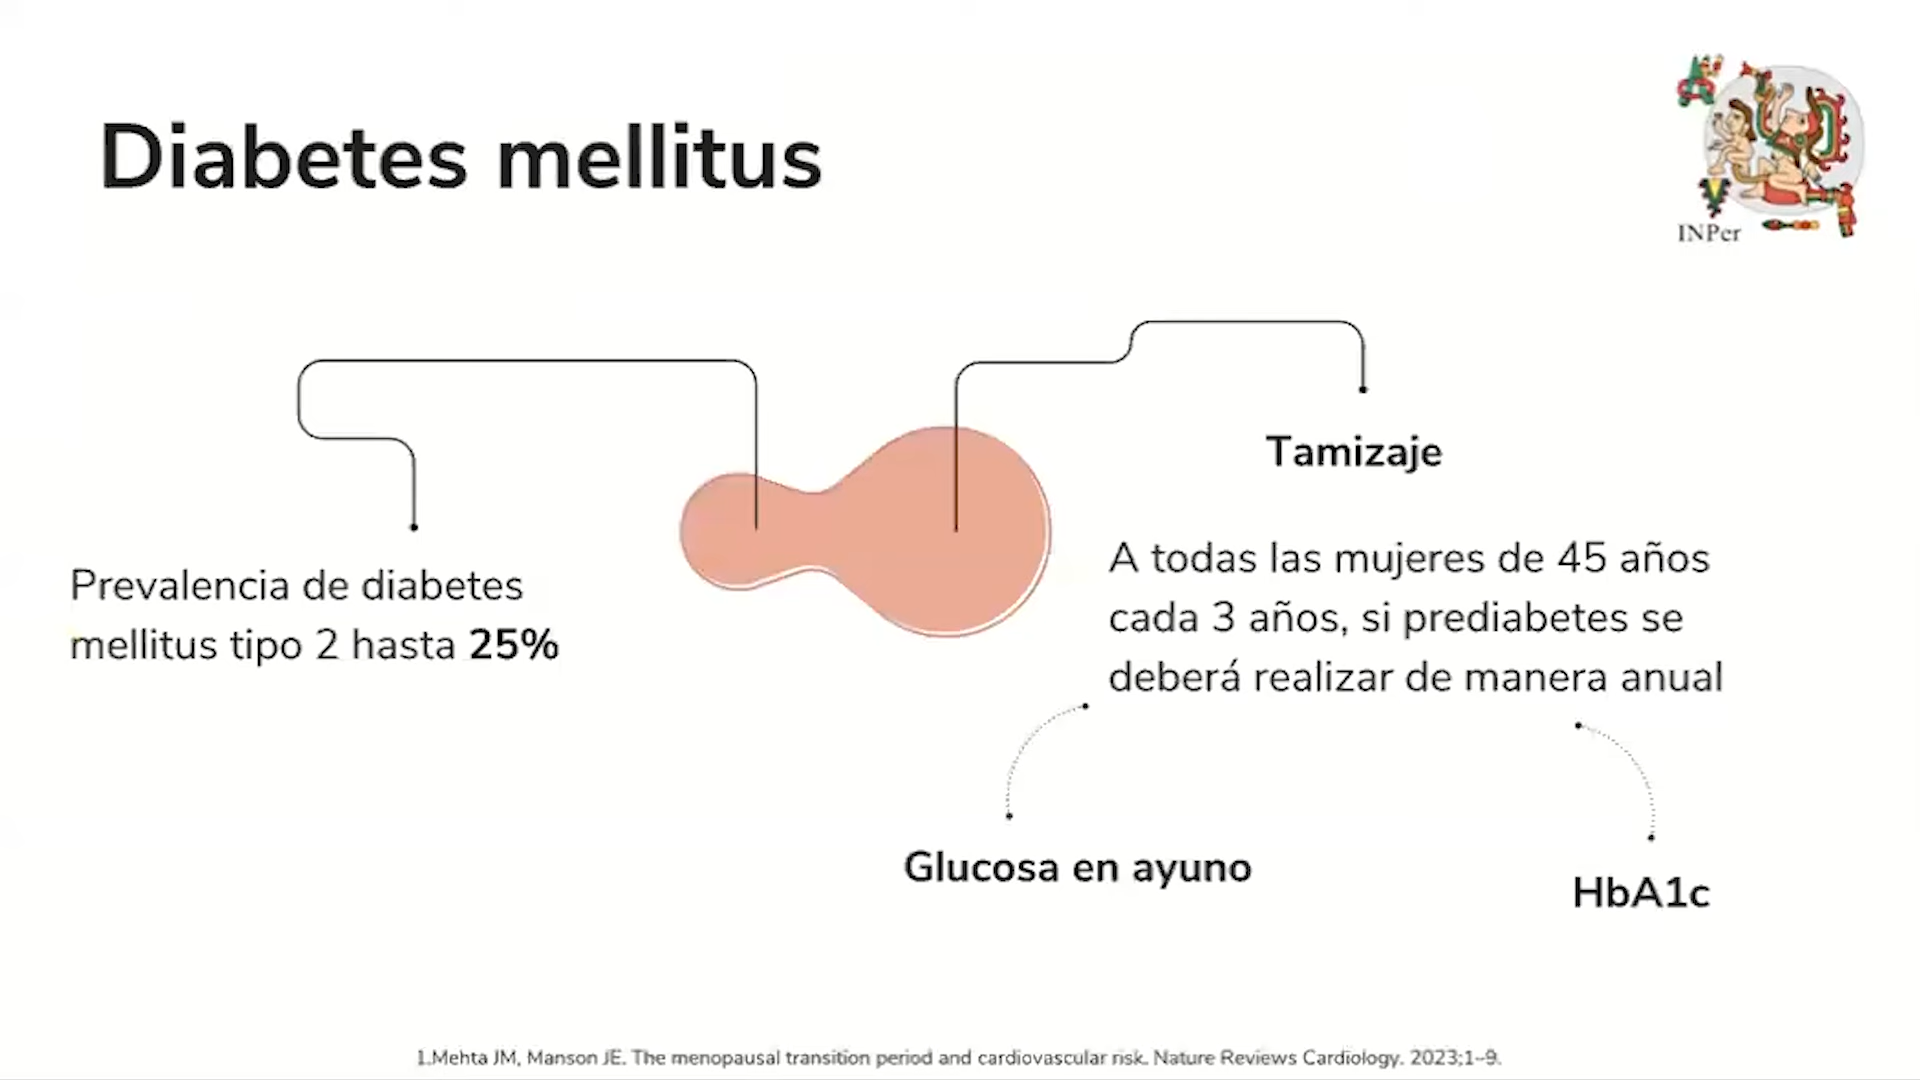 Diabetes mellitus
INPer
Tamizaje
Prevalencia de diabetes
mellitus tipo 2 hasta 25%
A todas las mujeres de 45 años
cada 3 años, si prediabetes se
deberá realizar de manera anual
Glucosa en ayuno
HbA1c
1.Mehta JM, Manson JE. The menopausal transition period and cardiovascular risk. Nature Reviews Cardiology. 2023;1–9.